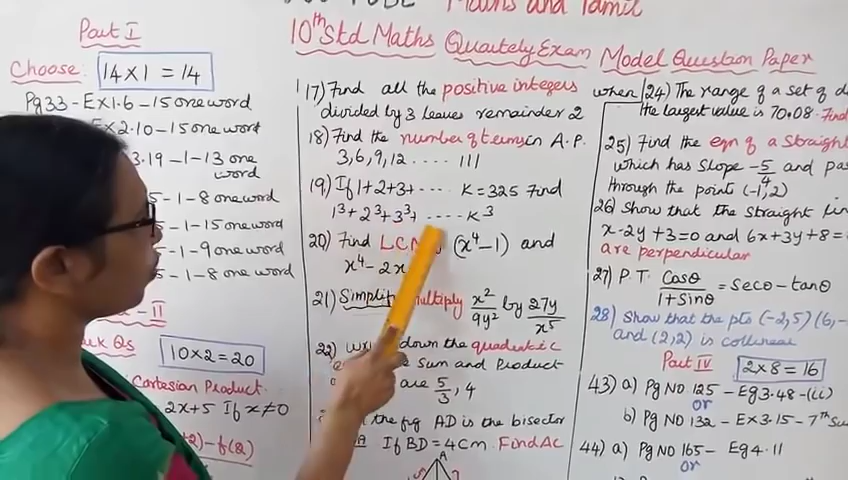 TUBE Maths and Tamil
10th Std Maths Quaitely Exam Model Question Paper
Part I
Choose: 14×1 = 14
Pg 33 - Ex 1.6 - 15 one word
Ex 2.10 - 15 one word
3.19 - 1-13 one
word
5 - 1-8 one word
5 - 1-15 one word
- 1-9 one word
5 - 1-8 one word
- II
Qs 10×2 = 20
Cartesian Product
2x+5 If x≠0
+2)-f(2)
17) Find all the positive integers when
divided by 3 leaves remainder 2
18) Find the number of terms in A.P.
3,6,9,12 ..... 111
19) If 1+2+3+ ..... K = 325 Find
1³+2³+3³+ ..... K³
20) Find LCM (x⁴-1) and
x⁴-2x
21) Simplify Multiply x²/9y² by 27y/x⁵
22) down the quadratic
Sum and Product
are 5/3, 4
the fig AD is the bisector
If BD = 4cm Find AC
A
24) The range of a set of
the largest value is 70.08. Find
25) Find the eqn of a Straight
which has slope -5/4 and
through the point (-1,2)
26 Show that the straight
x-2y+3=0 and 6x+3y+8=
are perpendicular
27) P.T. Cosθ/1+Sinθ = Secθ - tanθ
28) Show that the pts (-2,5) (6,-
and (2,2) is collinear
Part IV 2×8 = 16
43) a) Pg NO 125 - Eg 3.48 - (ii)
or
b) Pg NO 132 - Ex 3.15 - 7th
44) a) Pg NO 165 - Eg 4.11
or